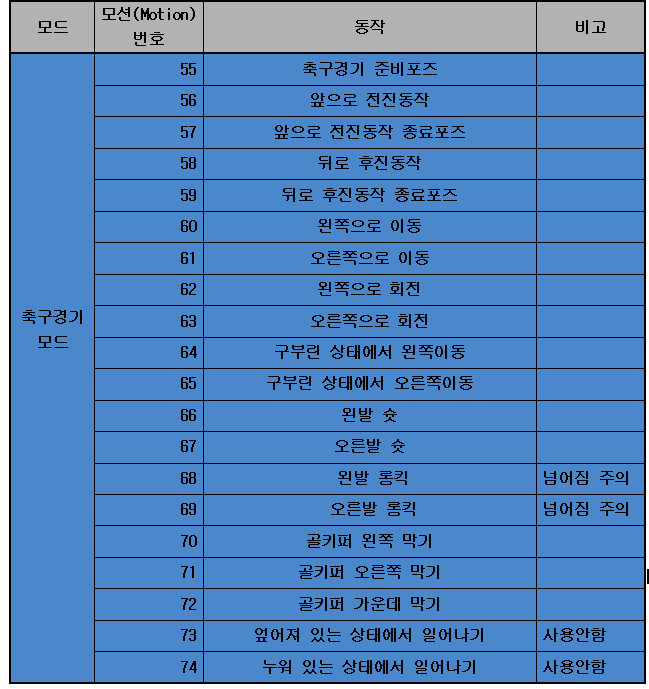 모드 모션(Motion) 번호 동작 비고
축구경기 모드
55 축구경기 준비포즈
56 앞으로 전진동작
57 앞으로 전진동작 종료포즈
58 뒤로 후진동작
59 뒤로 후진동작 종료포즈
60 왼쪽으로 이동
61 오른쪽으로 이동
62 왼쪽으로 회전
63 오른쪽으로 회전
64 구부린 상태에서 왼쪽이동
65 구부린 상태에서 오른쪽이동
66 왼발 슛
67 오른발 슛
68 왼발 롱킥 넘어짐 주의
69 오른발 롱킥 넘어짐 주의
70 골키퍼 왼쪽 막기
71 골키퍼 오른쪽 막기
72 골키퍼 가운데 막기
73 엎어져 있는 상태에서 일어나기 사용안함
74 누워 있는 상태에서 일어나기 사용안함